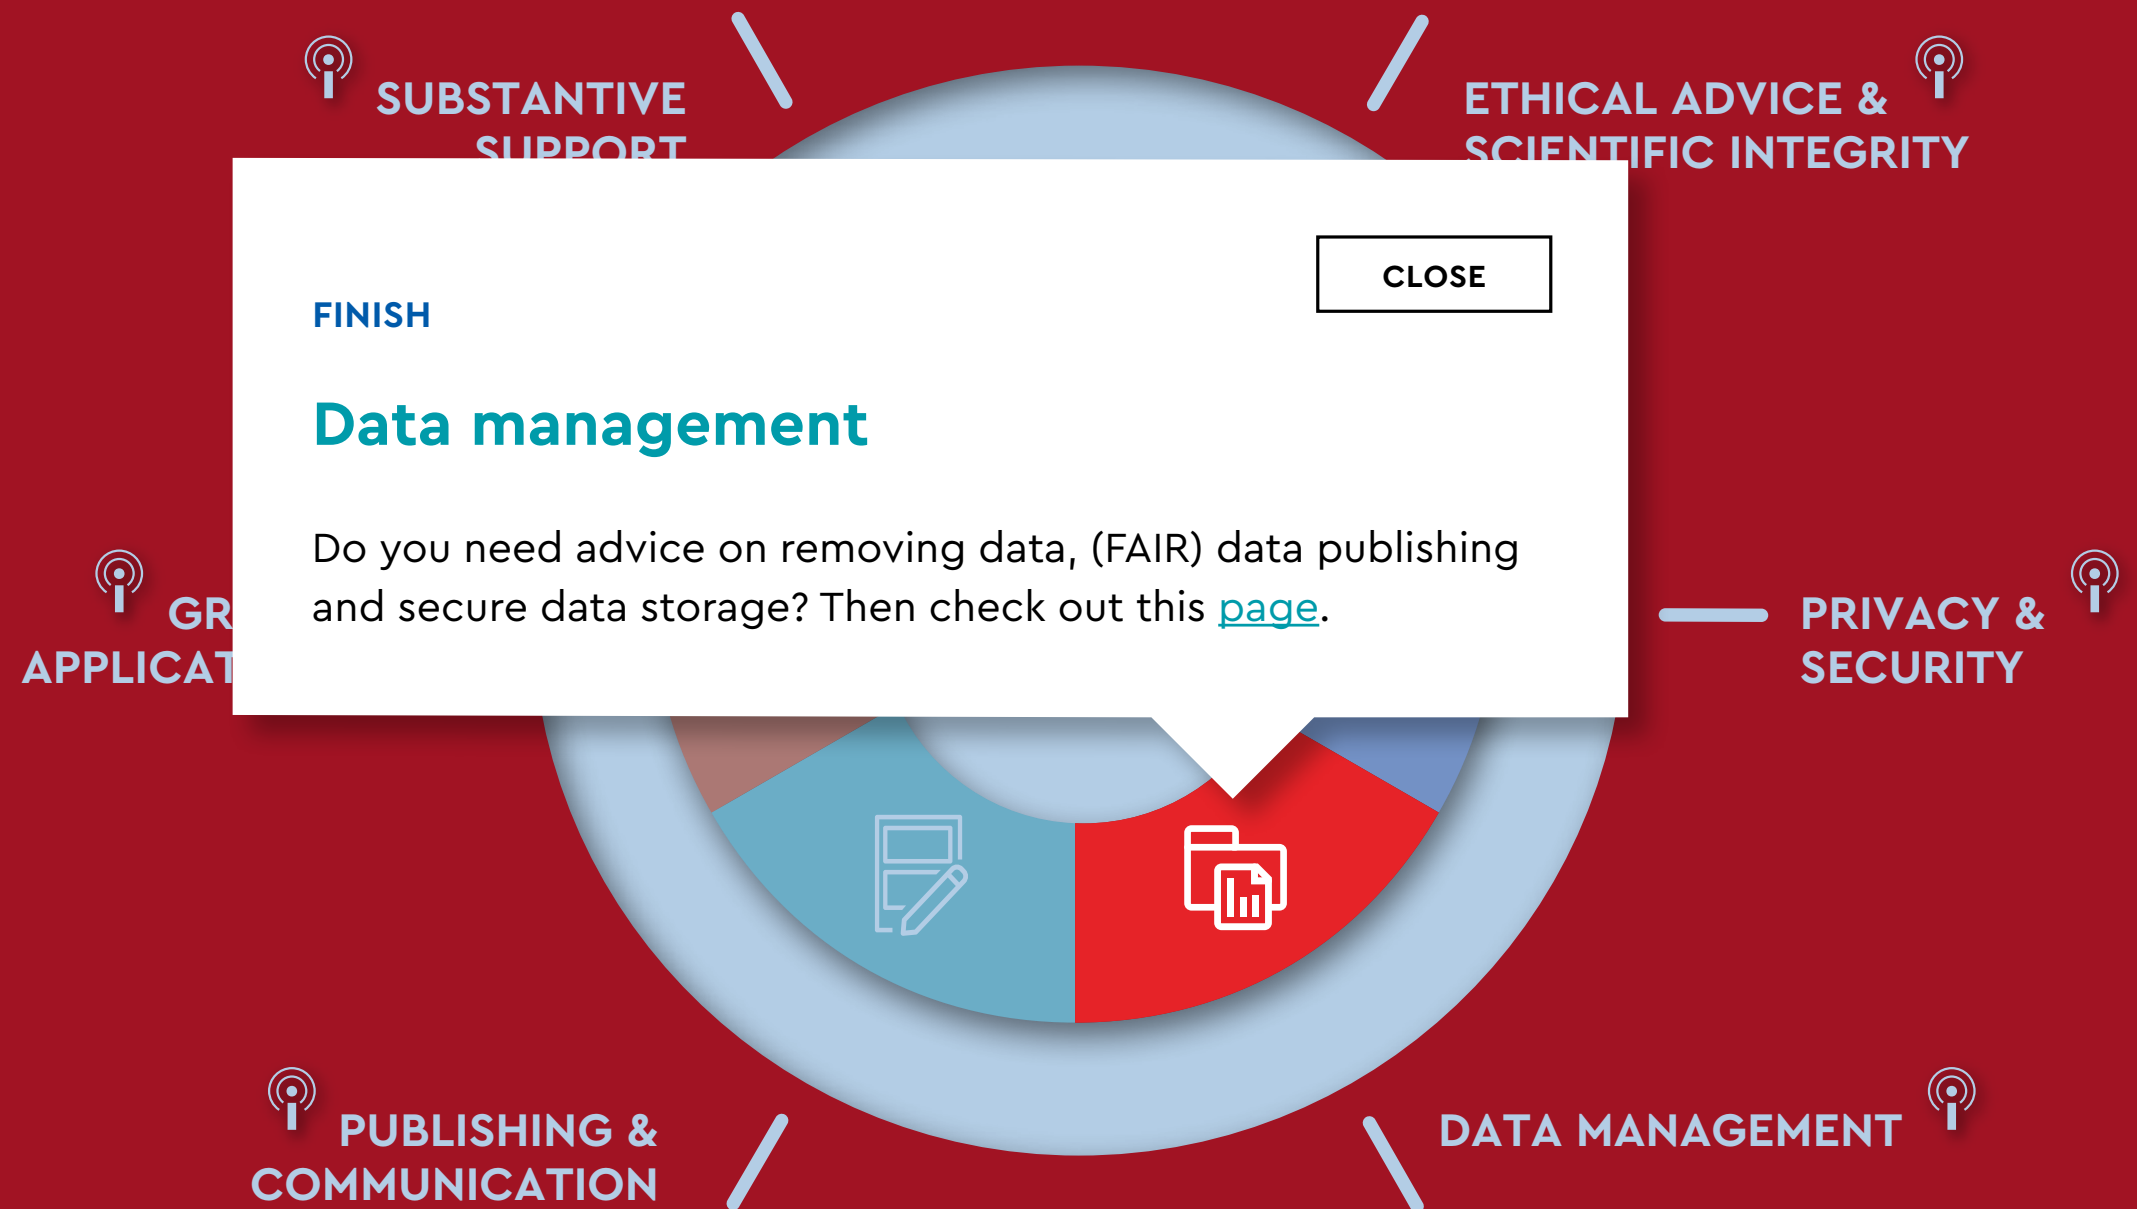 SUBSTANTIVE
SUPPORT
ETHICAL ADVICE &
SCIENTIFIC INTEGRITY
CLOSE
FINISH
Data management
Do you need advice on removing data, (FAIR) data publishing
and secure data storage? Then check out this page.
GR
APPLICAT
PRIVACY &
SECURITY
PUBLISHING &
COMMUNICATION
DATA MANAGEMENT